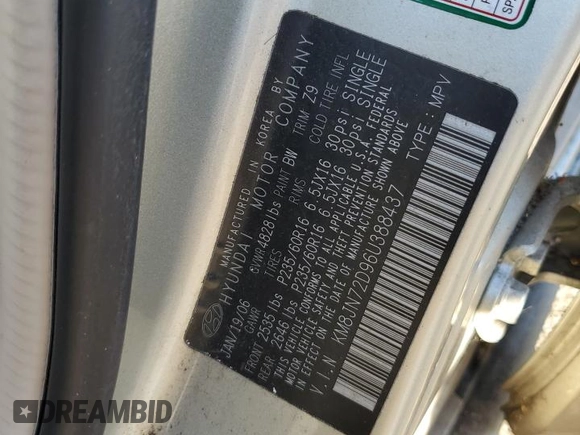 MANUFACTURED IN KOREA BY
HYUNDAI MOTOR COMPANY
JAN/19/06 GVWR 4828 lbs PAINT BW TRIM Z9
GAWR TIRES RIMS COLD TIRE INFL
FRONT 2535 lbs P235/60R16 6.5JX16 30psi SINGLE
REAR 2646 lbs P235/60R16 6.5JX16 30psi SINGLE
THIS VEHICLE CONFORMS TO ALL APPLICABLE U.S.A. FEDERAL
MOTOR VEHICLE SAFETY AND THEFT PREVENTION STANDARDS
IN EFFECT ON THE DATE OF MANUFACTURE SHOWN ABOVE
V.I.N KM8JN72D96U388437 TYPE : MPV
DREAMBID